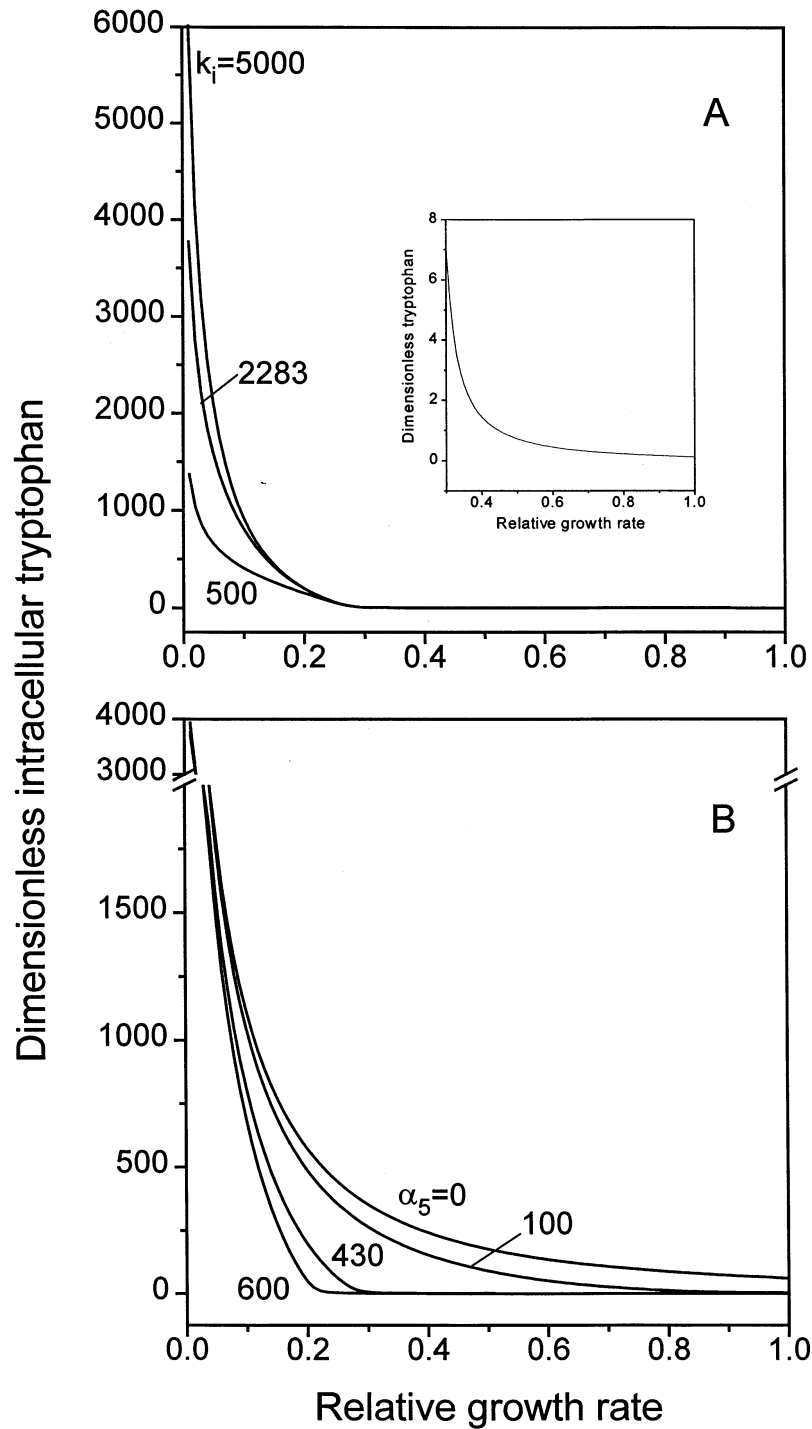 Dimensionless intracellular tryptophan
6000
5000
4000
3000
2000
1000
0
k_i=5000
A
2283
500
8
6
4
2
0
Dimensionless tryptophan
0.4 0.6 0.8 1.0
Relative growth rate
0.0 0.2 0.4 0.6 0.8 1.0
4000
3000
1500
1000
500
0
B
α_5=0
100
430
600
0.0 0.2 0.4 0.6 0.8 1.0
Relative growth rate